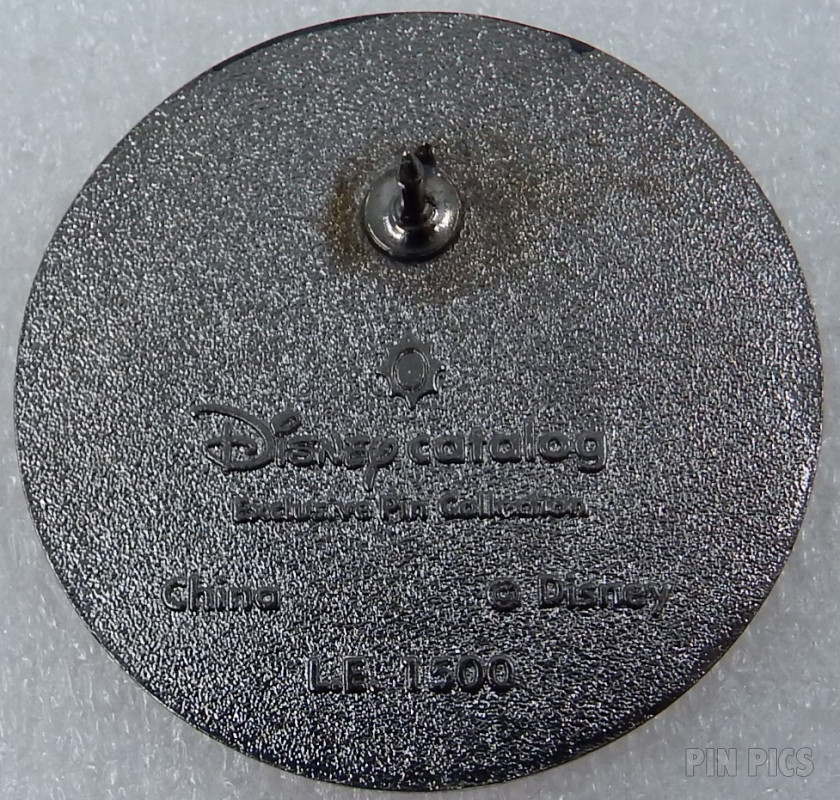 Disney catalog
Exclusive Pin Collection
China © Disney
L.E. 1500
PIN PICS